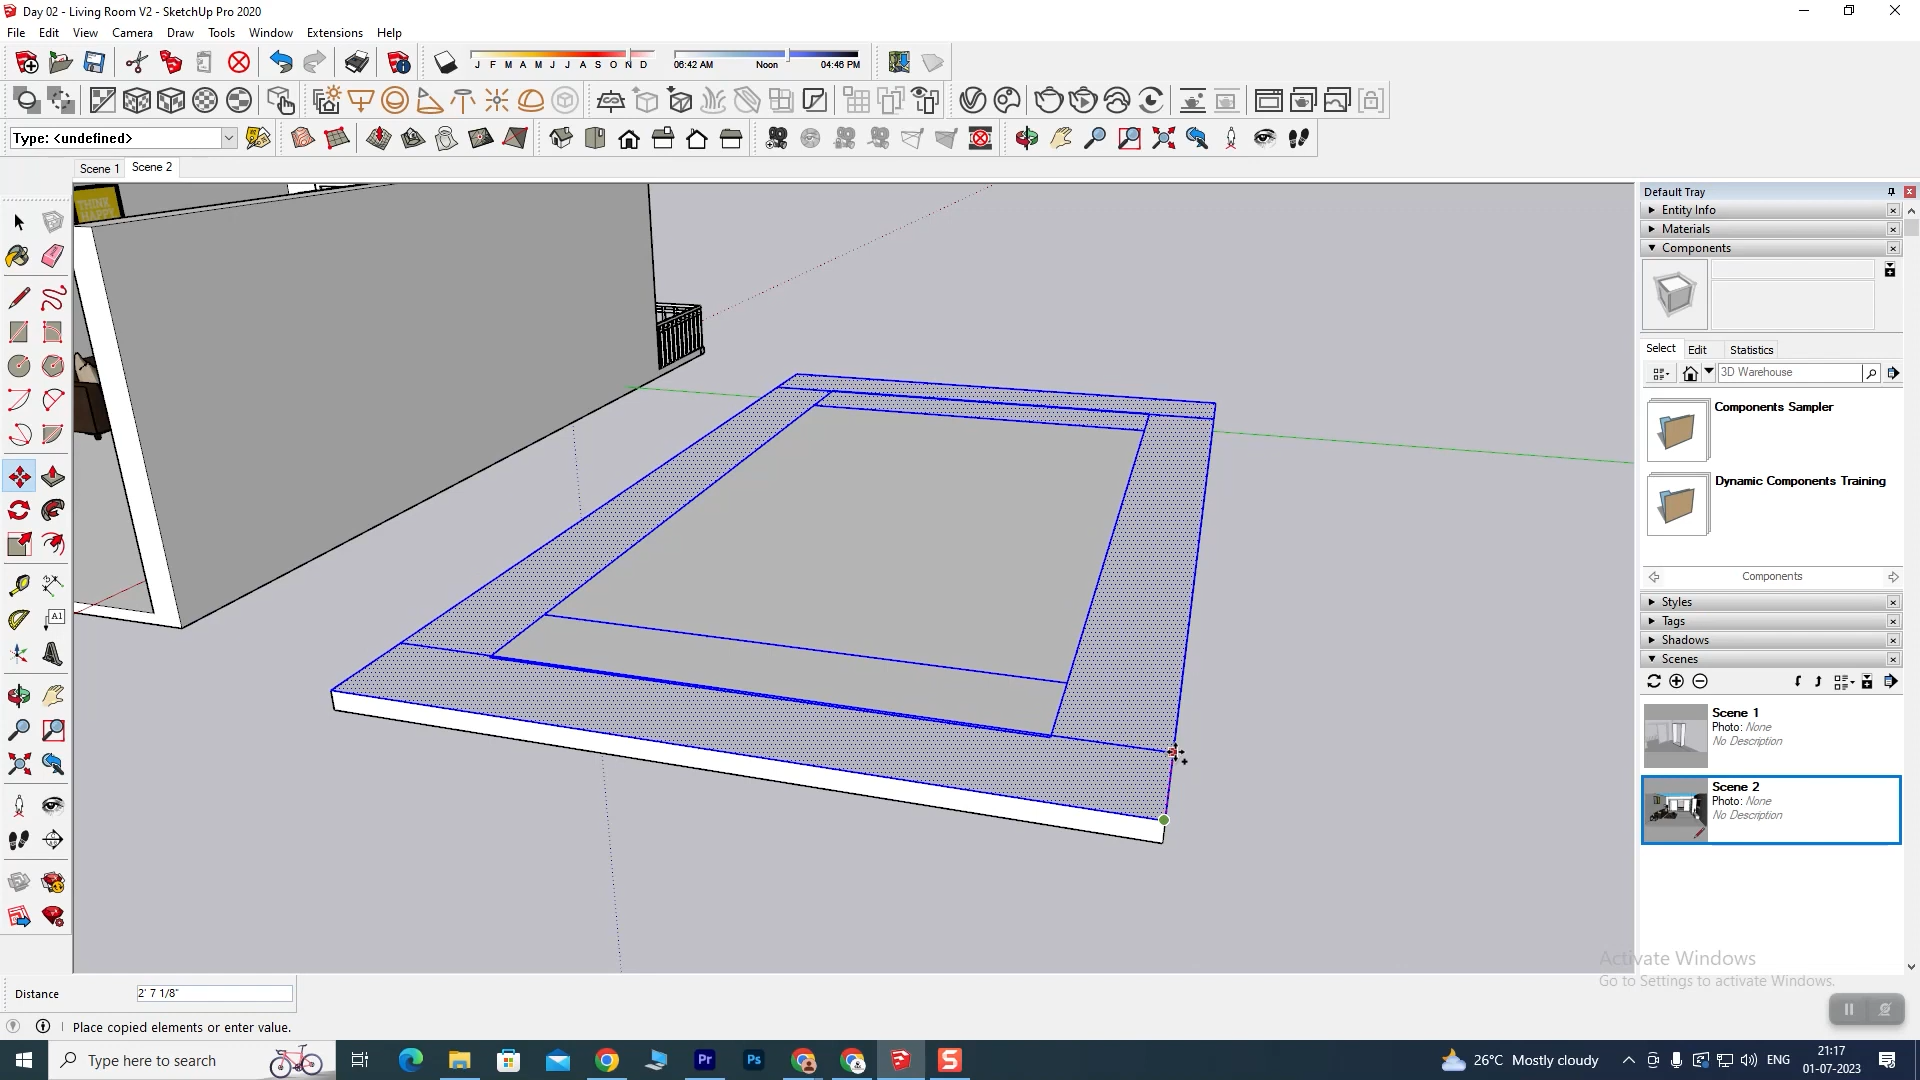 Day 02 - Living Room V2 - SketchUp Pro 2020
File Edit View Camera Draw Tools Window Extensions Help
J F M A M J J A S O N D
06:42 AM Noon 04:46 PM
Type: <undefined>
Scene 1 Scene 2
THINK
HAPPY
Default Tray
Entity Info
Materials
Components
Select Edit Statistics
3D Warehouse
Components Sampler
Dynamic Components Training
Components
Styles
Tags
Shadows
Scenes
Scene 1
Photo: None
No Description
Scene 2
Photo: None
No Description
A1
Activate Windows
Go to Settings to activate Windows.
Distance 2' 7 1/8"
Place copied elements or enter value.
Type here to search
Pr
Ps
S
26°C Mostly cloudy
ENG
21:17
01-07-2023